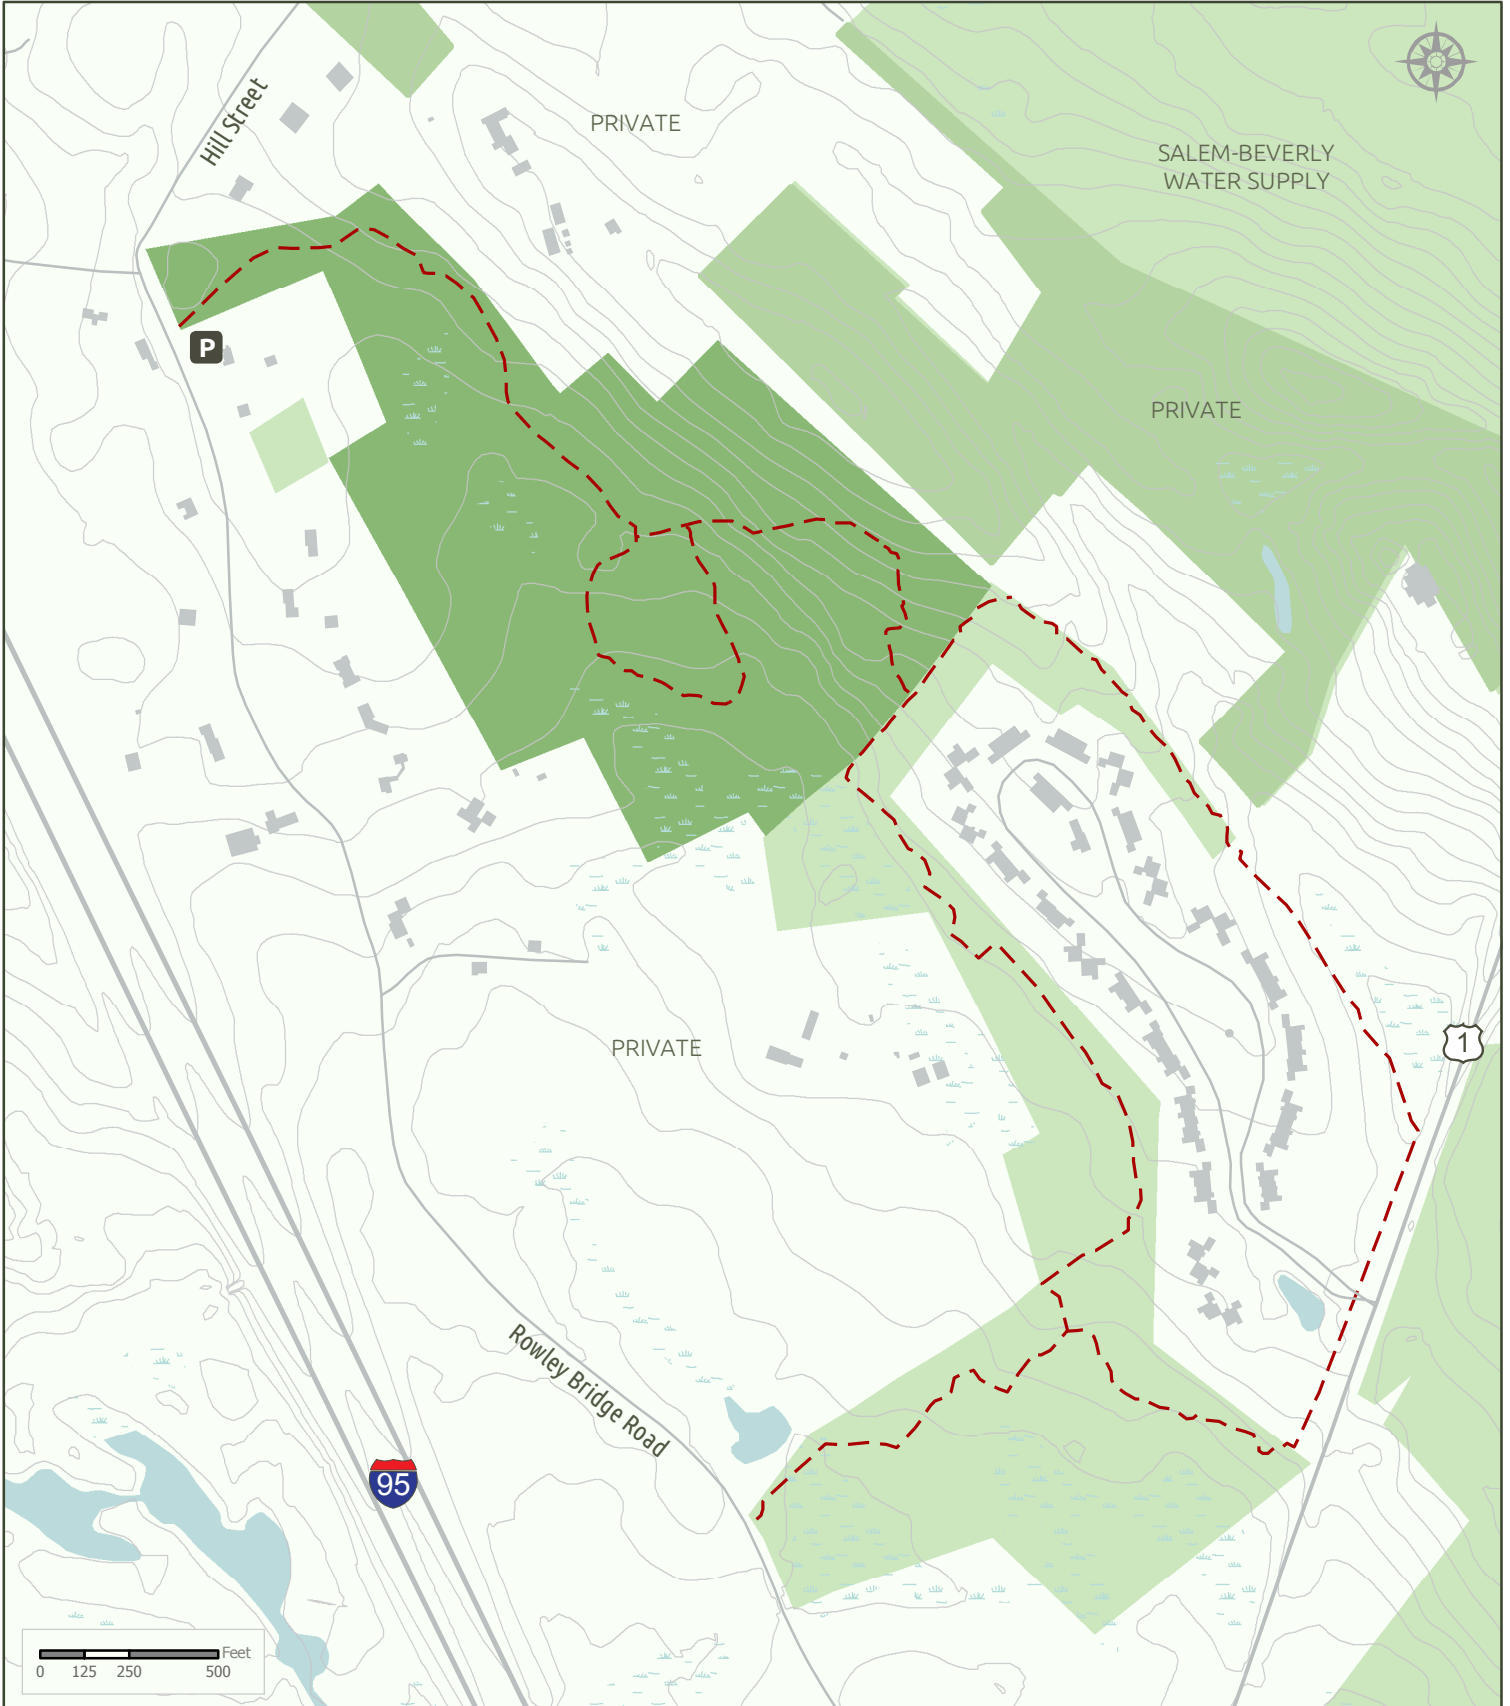 Hill Street
PRIVATE
SALEM-BEVERLY
WATER SUPPLY
P
PRIVATE
1
PRIVATE
Rowley Bridge Road
95
Feet
0 125 250 500